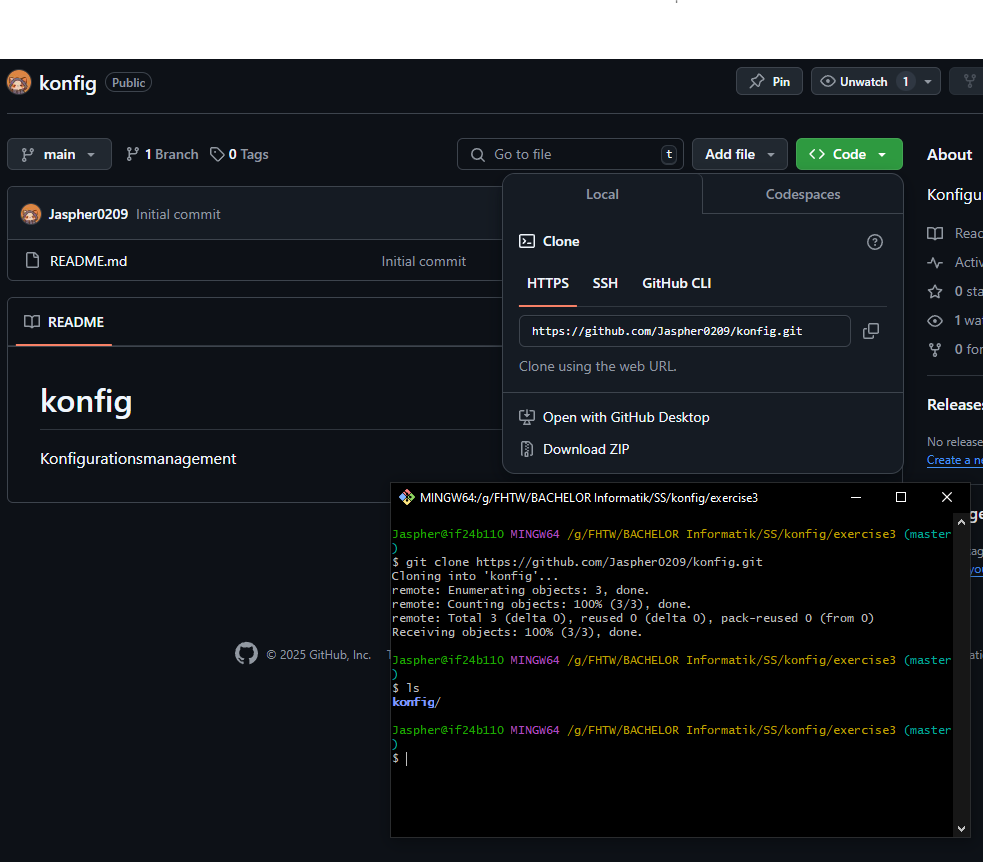 konfig Public
Pin
Unwatch 1
main
1 Branch
0 Tags
Go to file
t
Add file
Code
About
Local
Codespaces
Konfigu
Jaspher0209 Initial commit
Clone
README.md
Initial commit
HTTPS
SSH
GitHub CLI
README
https://github.com/Jaspher0209/konfig.git
Clone using the web URL.
konfig
Konfigurationsmanagement
Open with GitHub Desktop
Download ZIP
Reac
Activ
0 sta
1 wa
0 for
Releases
No release
Create a ne
MINGW64:/g/FHTW/BACHELOR Informatik/SS/konfig/exercise3
Jaspher@if24b110 MINGW64 /g/FHTW/BACHELOR Informatik/SS/konfig/exercise3 (master
)
$ git clone https://github.com/Jaspher0209/konfig.git
Cloning into 'konfig'...
remote: Enumerating objects: 3, done.
remote: Counting objects: 100% (3/3), done.
remote: Total 3 (delta 0), reused 0 (delta 0), pack-reused 0 (from 0)
Receiving objects: 100% (3/3), done.
Jaspher@if24b110 MINGW64 /g/FHTW/BACHELOR Informatik/SS/konfig/exercise3 (master
)
$ ls
konfig/
Jaspher@if24b110 MINGW64 /g/FHTW/BACHELOR Informatik/SS/konfig/exercise3 (master
)
$
© 2025 GitHub, Inc.